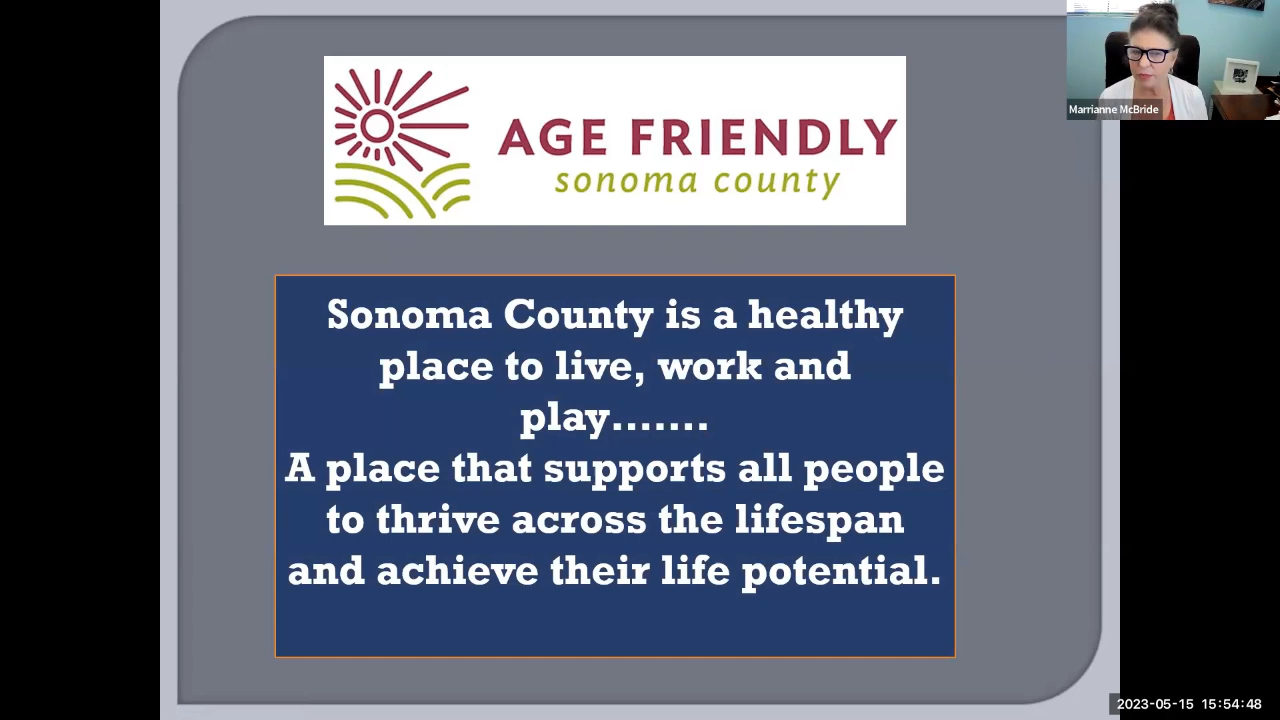 AGE FRIENDLY
sonoma county
Marrianne McBride
Sonoma County is a healthy
place to live, work and
play.......
A place that supports all people
to thrive across the lifespan
and achieve their life potential.
2023-05-15 15:54:48